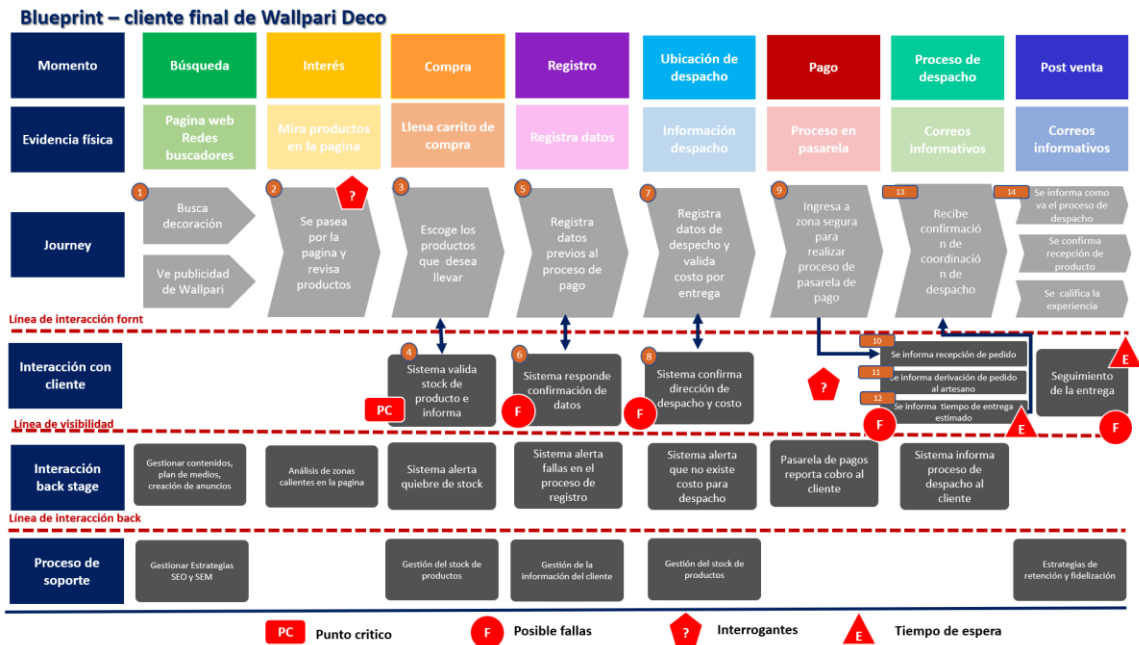 Blueprint – cliente final de Wallpari Deco
Momento
Búsqueda
Interés
Compra
Registro
Ubicación de
despacho
Pago
Proceso de
despacho
Post venta
Evidencia física
Pagina web
Redes
buscadores
Mira productos
en la pagina
Llena carrito de
compra
Registra datos
Información
despacho
Proceso en
pasarela
Correos
informativos
Correos
informativos
Journey
1
Busca
decoración
Ve publicidad
de Wallpari
2
?
Se pasea
por la
pagina y
revisa
productos
3
Escoge los
productos
que desea
llevar
5
Registra
datos
previos al
proceso de
pago
7
Registra
datos de
despecho y
valida
costo por
entrega
9
Ingresa a
zona segura
para
realizar
proceso de
pasarela de
pago
13
Recibe
confirmació
n de
coordinació
n de
despacho
14
Se informa como
va el proceso de
despacho
Se confirma
recepción de
producto
Se califica la
experiencia
Línea de interacción fornt
Interacción con
cliente
4
Sistema valida
stock de
producto e
informa
PC
6
Sistema responde
confirmación de
datos
F
8
Sistema confirma
dirección de
despacho y costo
F
?
10
Se informa recepción de pedido
11
Se informa derivación de pedido
al artesano
12
Se informa tiempo de entrega
estimado
F
E
Seguimiento
de la entrega
E
F
Línea de visibilidad
Interacción
back stage
Gestionar contenidos,
plan de medios,
creación de anuncios
Análisis de zonas
calientes en la pagina
Sistema alerta
quiebre de stock
Sistema alerta
fallas en el
proceso de
registro
Sistema alerta
que no existe
costo para
despacho
Pasarela de pagos
reporta cobro al
cliente
Sistema informa
proceso de
despacho al
cliente
Línea de interacción back
Proceso de
soporte
Gestionar Estrategias
SEO y SEM
Gestión del stock de
productos
Gestión de la
información del cliente
Gestión del stock de
productos
Estrategias de
retención y fidelización
PC Punto critico
F Posible fallas
? Interrogantes
E Tiempo de espera